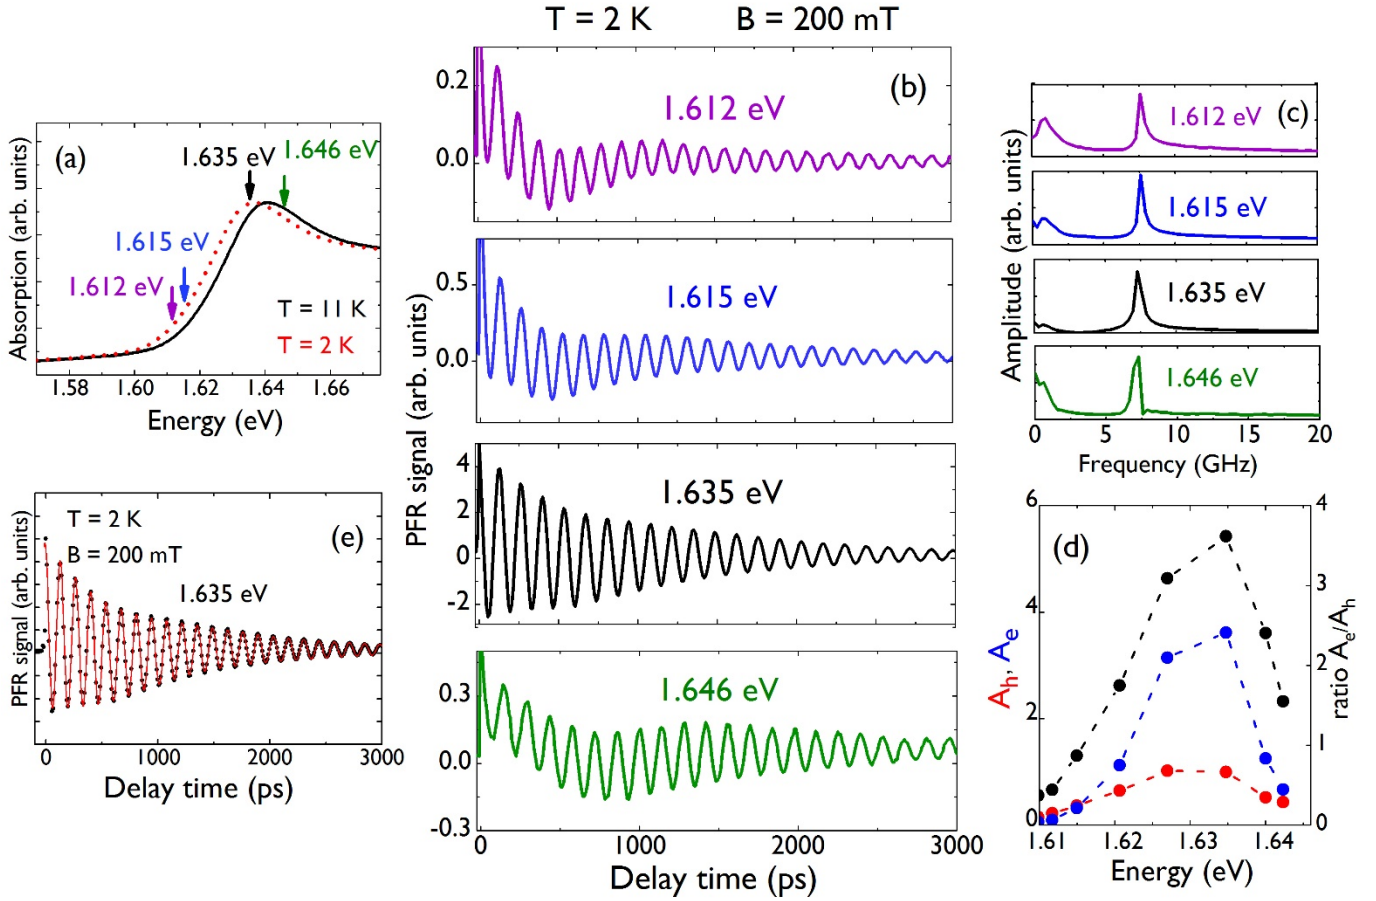 T = 2 K B = 200 mT
(a)
1.635 eV
1.646 eV
1.615 eV
1.612 eV
T = 11 K
T = 2 K
Absorption (arb. units)
1.58 1.60 1.62 1.64 1.66
Energy (eV)
(b)
1.612 eV
0.2
0.0
1.615 eV
0.5
0.0
1.635 eV
4
2
0
-2
1.646 eV
0.3
0.0
-0.3
PFR signal (arb. units)
0 1000 2000 3000
Delay time (ps)
(c)
1.612 eV
1.615 eV
1.635 eV
1.646 eV
Amplitude (arb. units)
0 5 10 15 20
Frequency (GHz)
(d)
6
4
2
0
4
3
2
1
0
Aₕ, Aₑ
ratio Aₑ/Aₕ
1.61 1.62 1.63 1.64
Energy (eV)
(e)
T = 2 K
B = 200 mT
1.635 eV
PFR signal (arb. units)
0 1000 2000 3000
Delay time (ps)